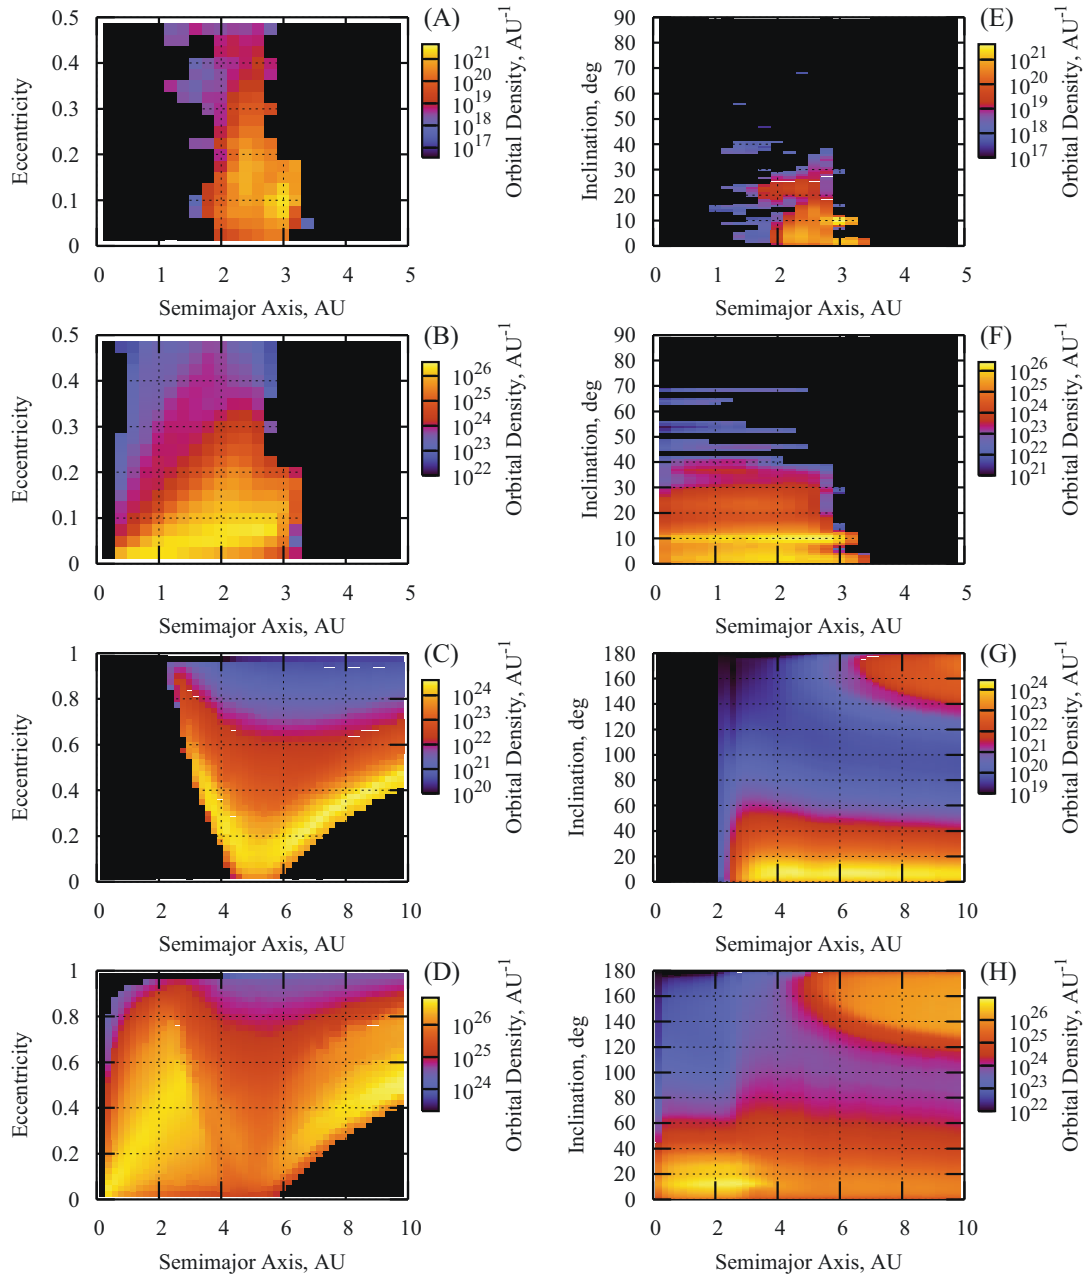 (A)
Eccentricity
0.5
0.4
0.3
0.2
0.1
0
0 1 2 3 4 5
Semimajor Axis, AU
10^21
10^20
10^19
10^18
10^17
Orbital Density, AU^-1
(E)
Inclination, deg
90
80
70
60
50
40
30
20
10
0
0 1 2 3 4 5
Semimajor Axis, AU
10^21
10^20
10^19
10^18
10^17
Orbital Density, AU^-1
(B)
Eccentricity
0.5
0.4
0.3
0.2
0.1
0
0 1 2 3 4 5
Semimajor Axis, AU
10^26
10^25
10^24
10^23
10^22
Orbital Density, AU^-1
(F)
Inclination, deg
90
80
70
60
50
40
30
20
10
0
0 1 2 3 4 5
Semimajor Axis, AU
10^26
10^25
10^24
10^23
10^22
10^21
Orbital Density, AU^-1
(C)
Eccentricity
1
0.8
0.6
0.4
0.2
0
0 2 4 6 8 10
Semimajor Axis, AU
10^24
10^23
10^22
10^21
10^20
Orbital Density, AU^-1
(G)
Inclination, deg
180
160
140
120
100
80
60
40
20
0
0 2 4 6 8 10
Semimajor Axis, AU
10^24
10^23
10^22
10^21
10^20
10^19
Orbital Density, AU^-1
(D)
Eccentricity
1
0.8
0.6
0.4
0.2
0
0 2 4 6 8 10
Semimajor Axis, AU
10^26
10^25
10^24
Orbital Density, AU^-1
(H)
Inclination, deg
180
160
140
120
100
80
60
40
20
0
0 2 4 6 8 10
Semimajor Axis, AU
10^26
10^25
10^24
10^23
10^22
Orbital Density, AU^-1